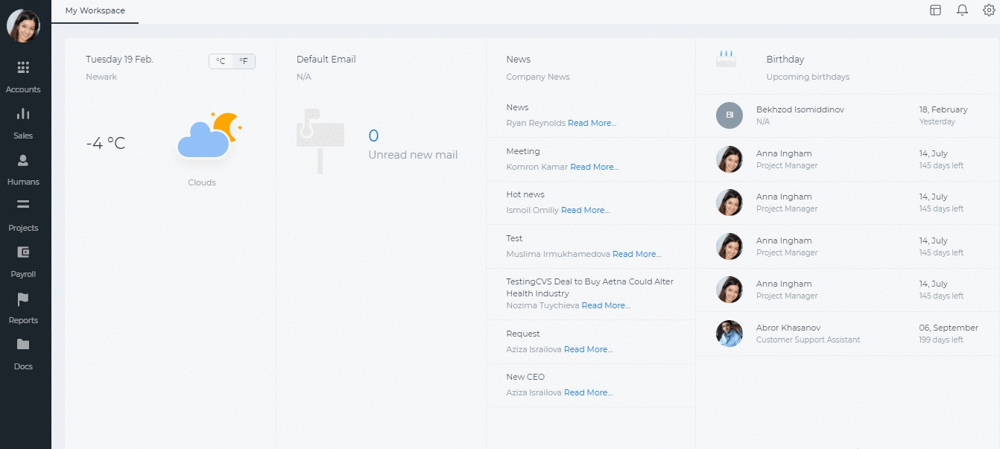 My Workspace
Accounts
Sales
Humans
Projects
Payroll
Reports
Docs
Tuesday 19 Feb.
°C °F
Newark
-4 °C
Clouds
Default Email
N/A
0
Unread new mail
News
Company News
News
Ryan Reynolds Read More...
Meeting
Komron Kamar Read More...
Hot news
Ismoil Omiliy Read More...
Test
Muslima Irmukhamedova Read More...
TestingCVS Deal to Buy Aetna Could Alter
Health Industry
Nozima Tuychieva Read More...
Request
Aziza Israilova Read More...
New CEO
Aziza Israilova Read More...
Birthday
Upcoming birthdays
BI
Bekhzod Isomiddinov 18, February
N/A Yesterday
Anna Ingham 14, July
Project Manager 145 days left
Anna Ingham 14, July
Project Manager 145 days left
Anna Ingham 14, July
Project Manager 145 days left
Anna Ingham 14, July
Project Manager 145 days left
Abror Khasanov 06, September
Customer Support Assistant 199 days left